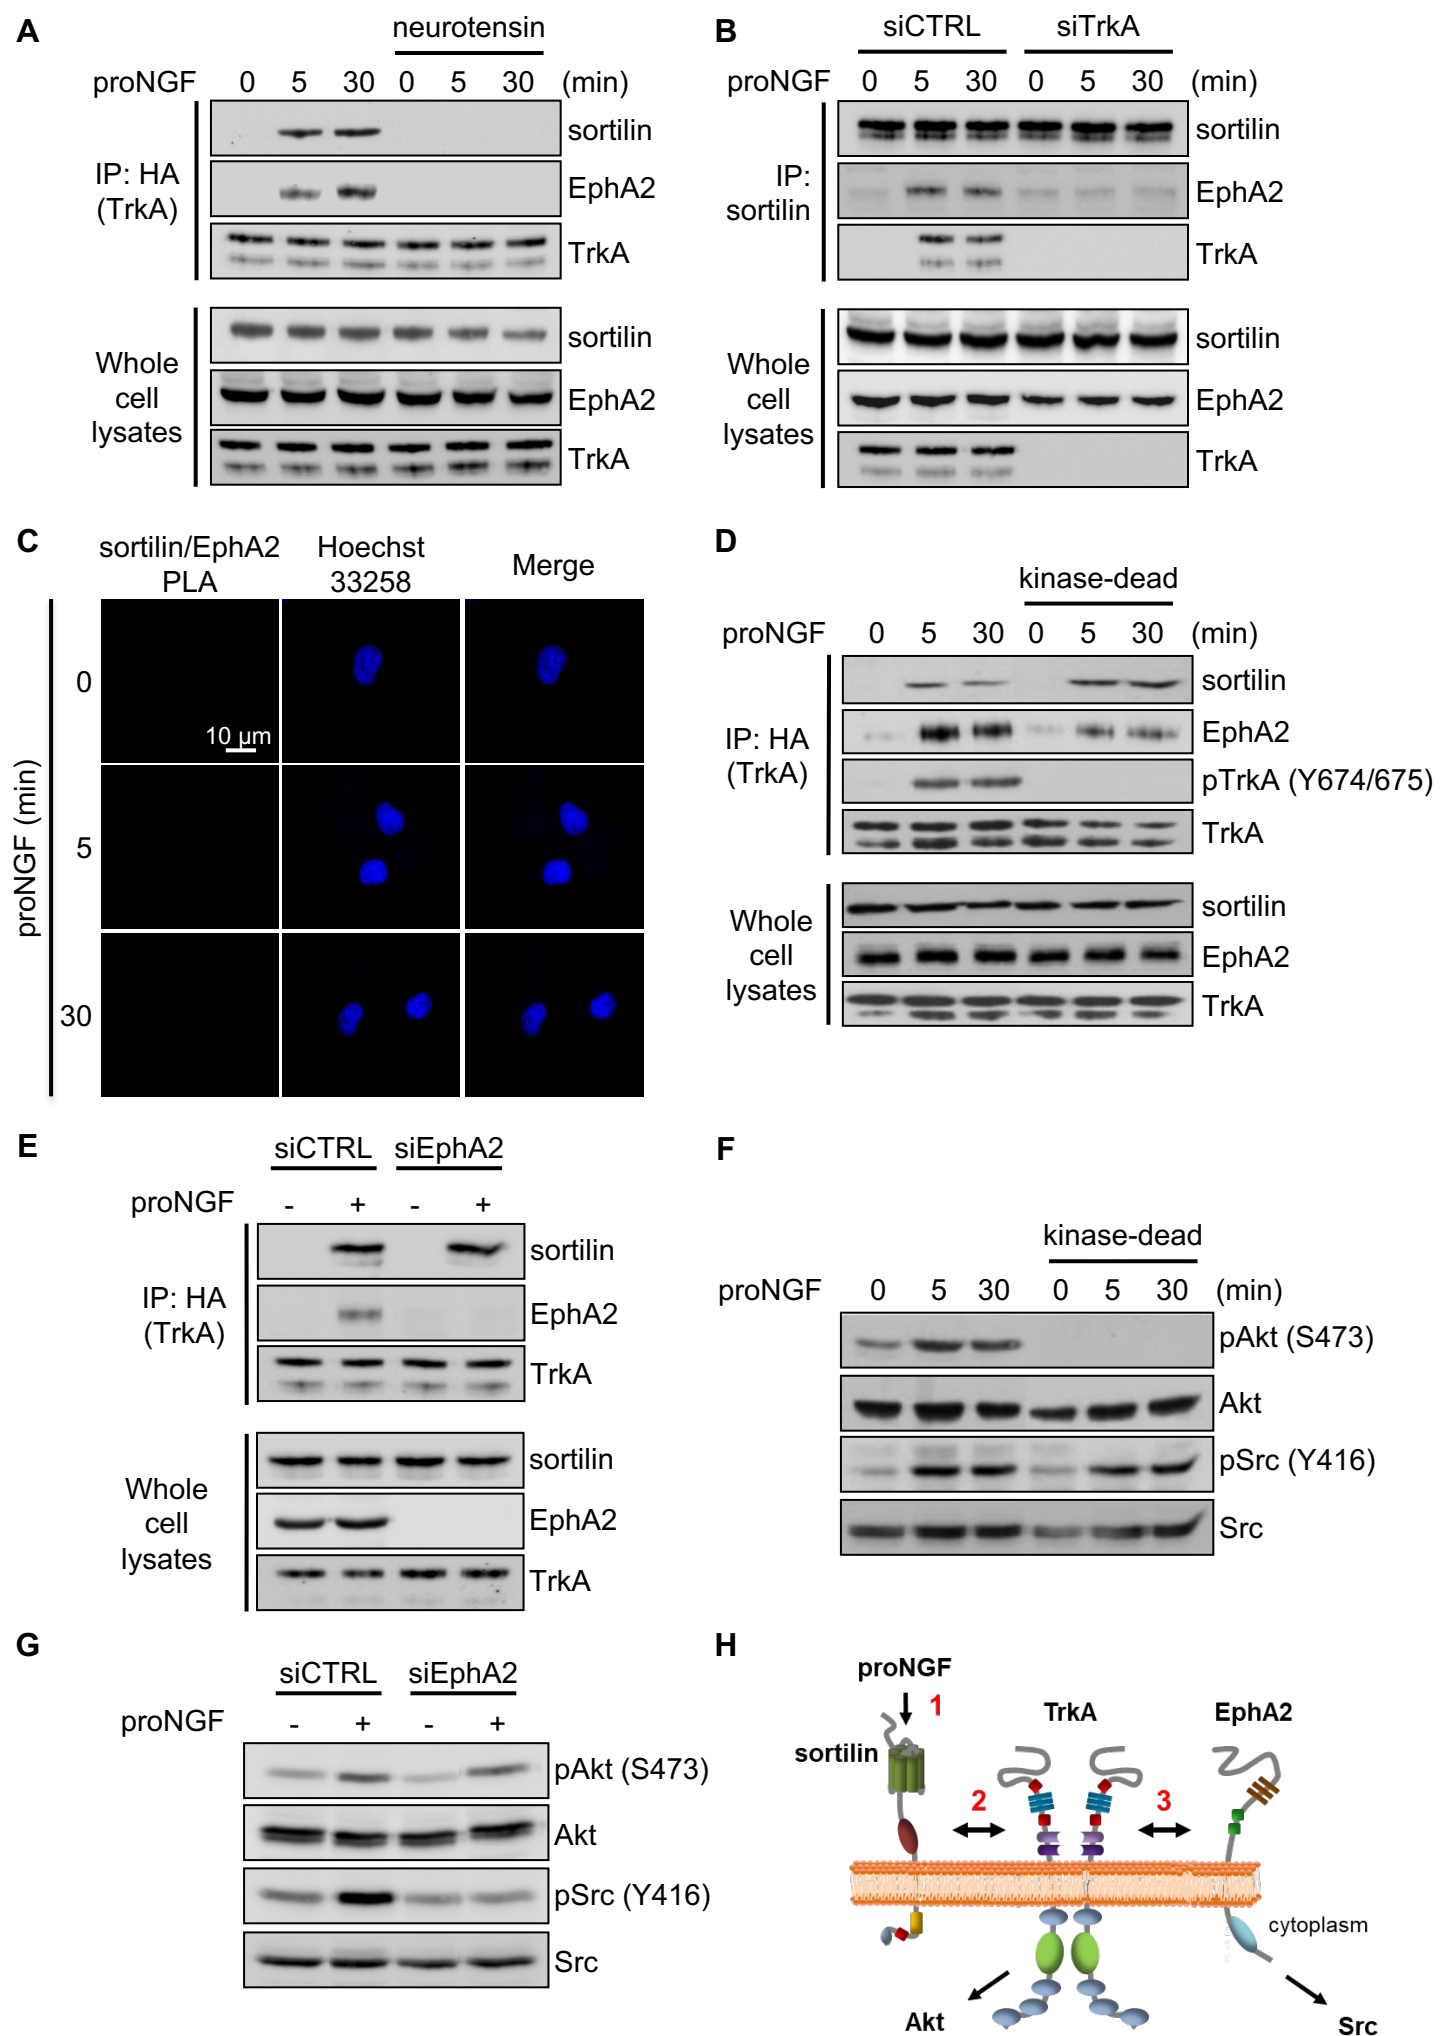 A
neurotensin
proNGF 0 5 30 0 5 30 (min)
IP: HA
(TrkA)
sortilin
EphA2
TrkA
Whole
cell
lysates
sortilin
EphA2
TrkA
B
siCTRL siTrkA
proNGF 0 5 30 0 5 30 (min)
IP:
sortilin
sortilin
EphA2
TrkA
Whole
cell
lysates
sortilin
EphA2
TrkA
C
sortilin/EphA2
PLA
Hoechst
33258
Merge
proNGF (min)
0
10 µm
5
30
D
kinase-dead
proNGF 0 5 30 0 5 30 (min)
IP: HA
(TrkA)
sortilin
EphA2
pTrkA (Y674/675)
TrkA
Whole
cell
lysates
sortilin
EphA2
TrkA
E
siCTRL siEphA2
proNGF - + - +
IP: HA
(TrkA)
sortilin
EphA2
TrkA
Whole
cell
lysates
sortilin
EphA2
TrkA
F
kinase-dead
proNGF 0 5 30 0 5 30 (min)
pAkt (S473)
Akt
pSrc (Y416)
Src
G
siCTRL siEphA2
proNGF - + - +
pAkt (S473)
Akt
pSrc (Y416)
Src
H
proNGF
1
sortilin
TrkA
EphA2
2
3
cytoplasm
Akt
Src